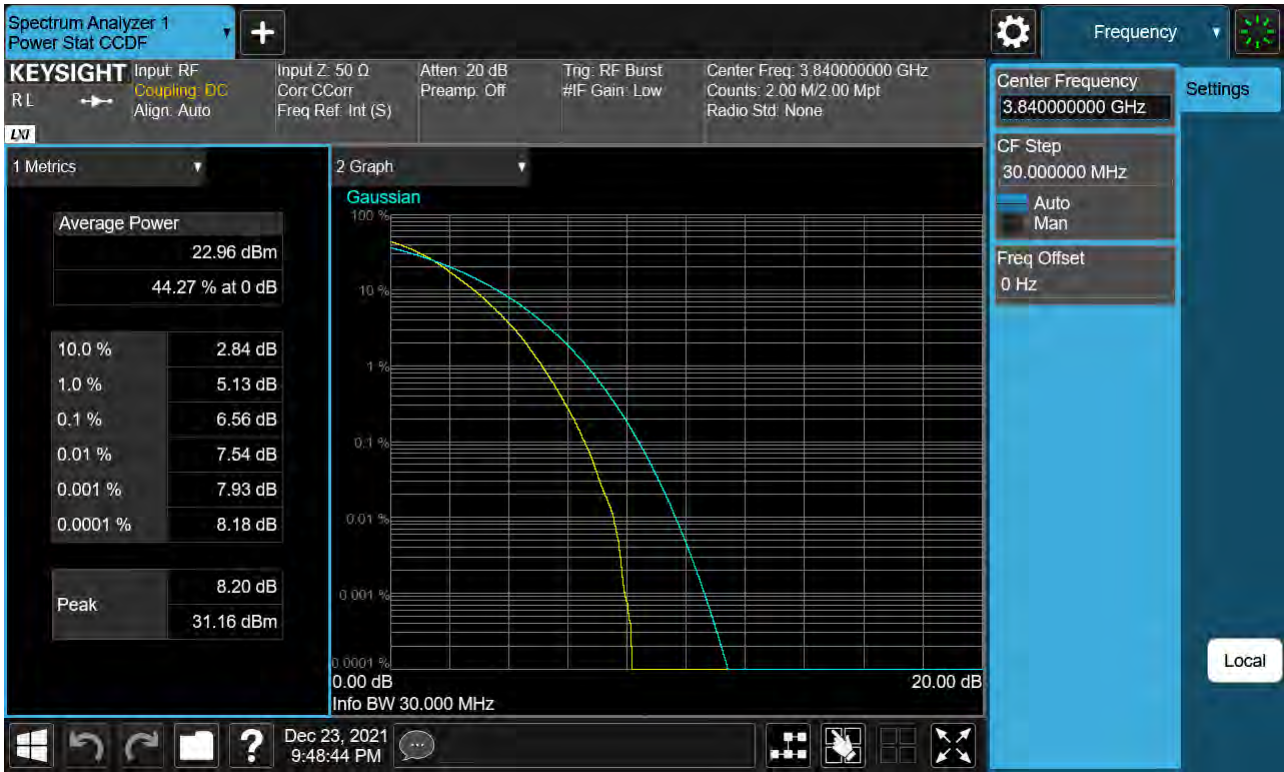 Spectrum Analyzer 1
Power Stat CCDF
Frequency
KEYSIGHT
RL
LXI
Input: RF
Coupling: DC
Align: Auto
Input Z: 50 Ω
Corr CCorr
Freq Ref: Int (S)
Atten: 20 dB
Preamp: Off
Trig: RF Burst
#IF Gain: Low
Center Freq: 3.840000000 GHz
Counts: 2.00 M/2.00 Mpt
Radio Std: None
Center Frequency
3.840000000 GHz
Settings
CF Step
30.000000 MHz
Auto
Man
Freq Offset
0 Hz
1 Metrics
Average Power
22.96 dBm
44.27 % at 0 dB
10.0 % 2.84 dB
1.0 % 5.13 dB
0.1 % 6.56 dB
0.01 % 7.54 dB
0.001 % 7.93 dB
0.0001 % 8.18 dB
Peak
8.20 dB
31.16 dBm
2 Graph
Gaussian
100 %
10 %
1 %
0.1 %
0.01 %
0.001 %
0.0001 %
0.00 dB 20.00 dB
Info BW 30.000 MHz
Local
?
Dec 23, 2021
9:48:44 PM